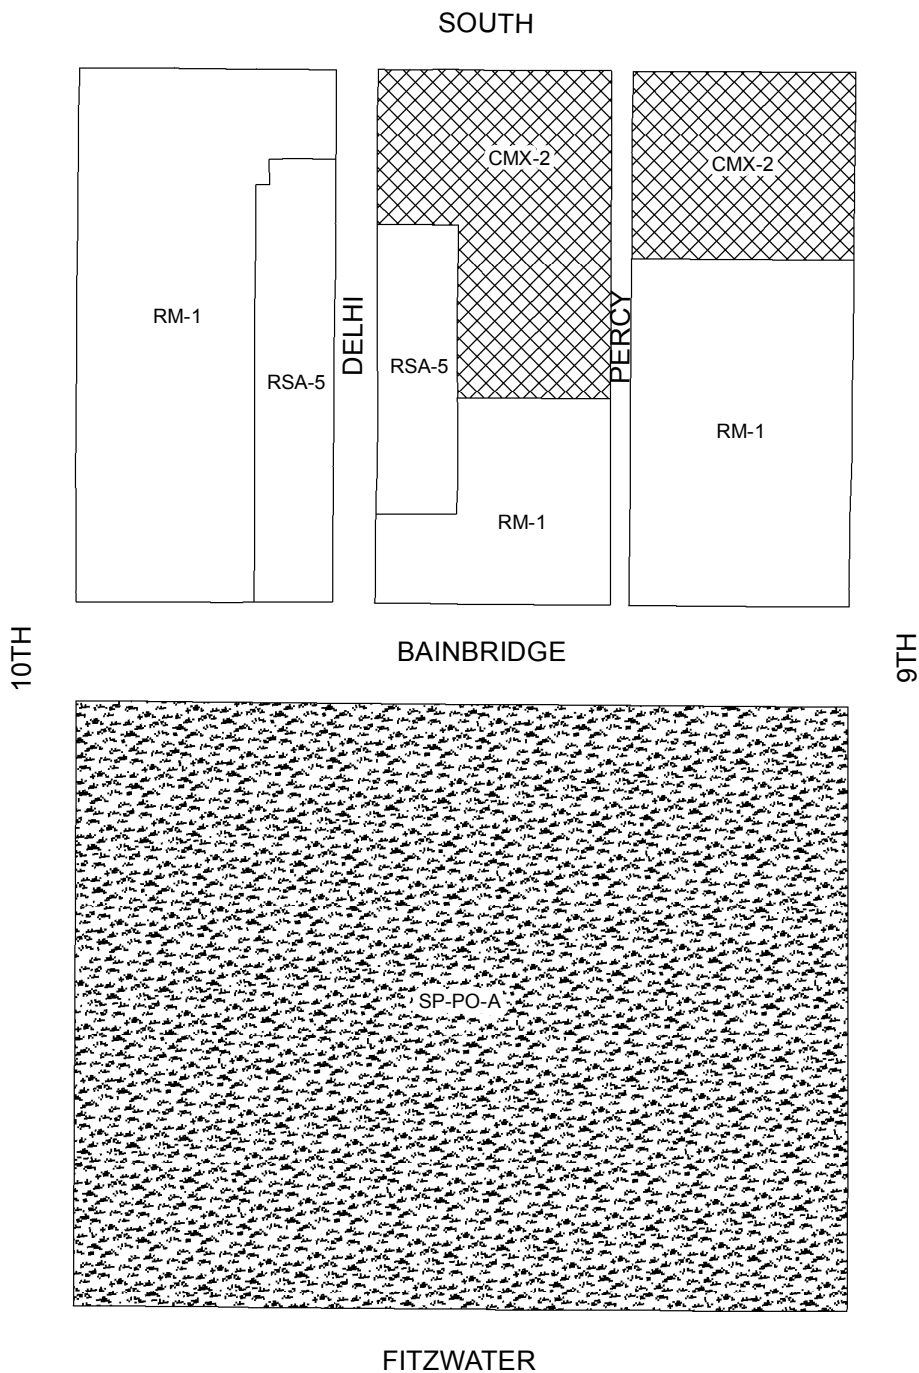 SOUTH
CMX-2
CMX-2
RM-1
DELHI
PERCY
RSA-5
RSA-5
RM-1
RM-1
10TH
BAINBRIDGE
9TH
SP-PO-A
FITZWATER